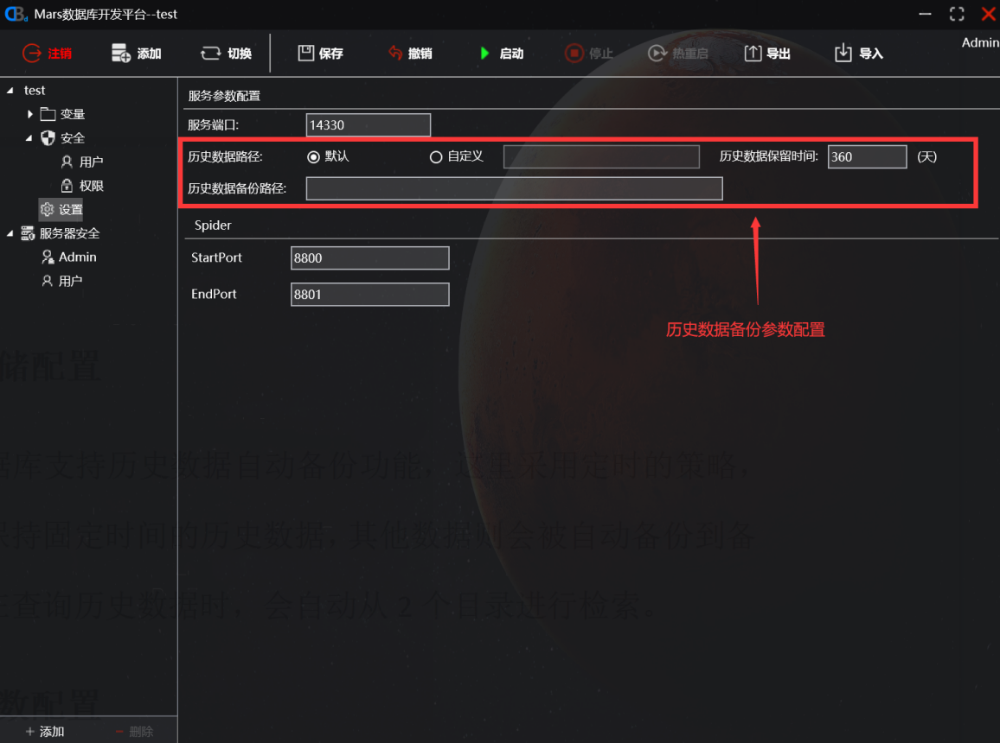 Mars数据库开发平台--test
注销 添加 切换 保存 撤销 启动 停止 热重启 导出 导入 Admin
test
变量
安全
用户
权限
设置
服务器安全
Admin
用户
添加 删除
服务参数配置
服务端口: 14330
历史数据路径: 默认 自定义 历史数据保留时间: 360 (天)
历史数据备份路径:
Spider
StartPort 8800
EndPort 8801
历史数据备份参数配置
储配置
据库支持历史数据自动备份功能，这里采用定时的策略，
保持固定时间的历史数据，其他数据则会被自动备份到备
在查询历史数据时，会自动从 2 个目录进行检索。
数配置